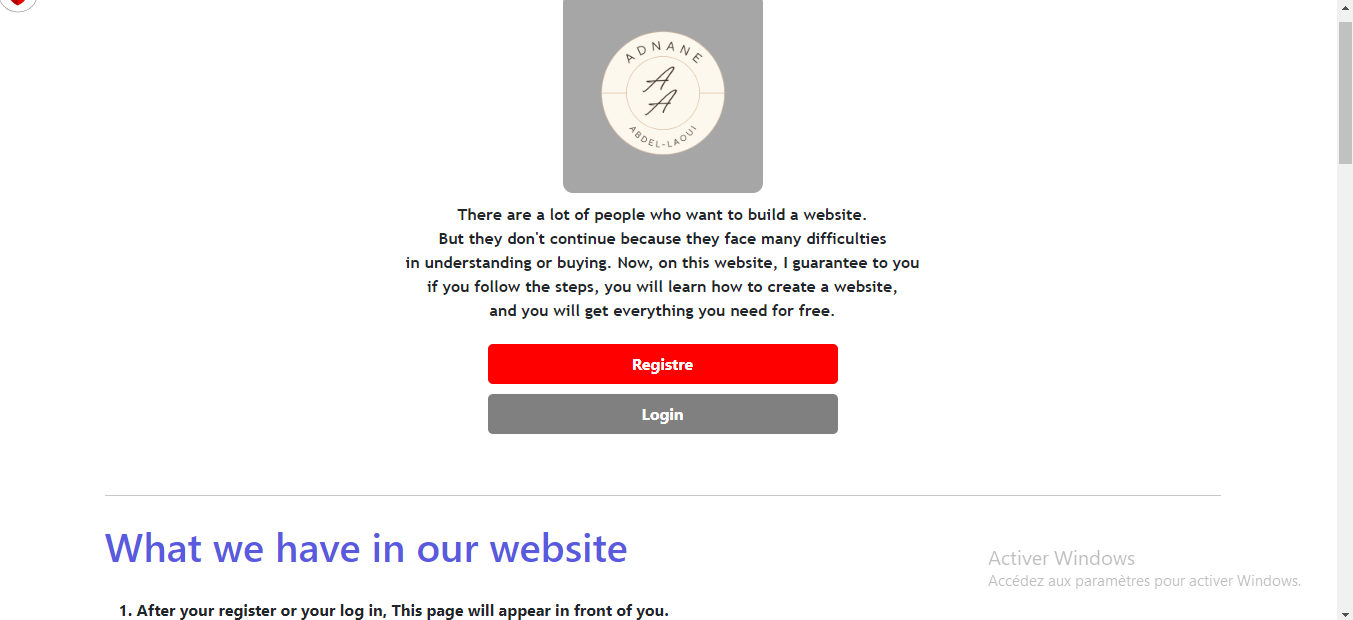 ADNANE
A
A
ABDEL-LAOUI
There are a lot of people who want to build a website.
But they don't continue because they face many difficulties
in understanding or buying. Now, on this website, I guarantee to you
if you follow the steps, you will learn how to create a website,
and you will get everything you need for free.
Registre
Login
What we have in our website
Activer Windows
Accédez aux paramètres pour activer Windows.
1. After your register or your log in, This page will appear in front of you.